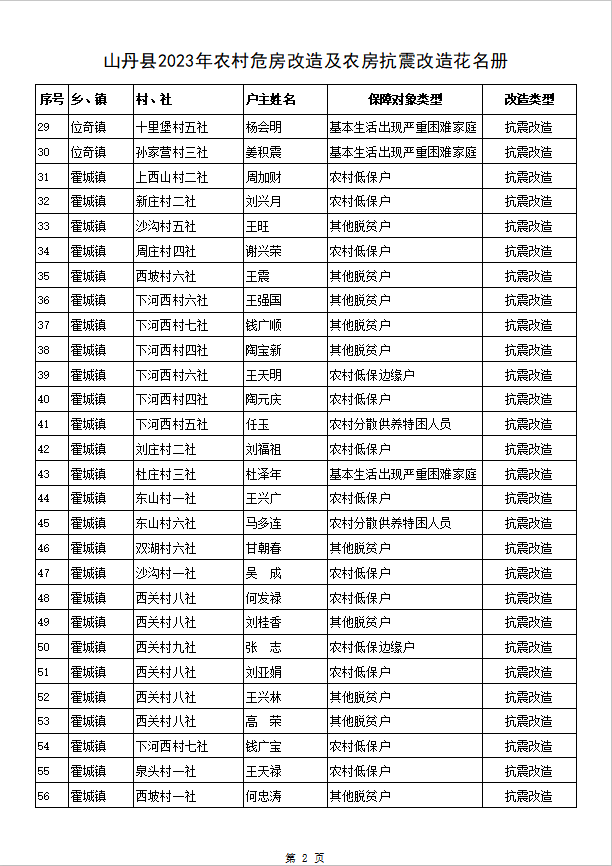 山丹县2023年农村危房改造及农房抗震改造花名册
序号 乡、镇 村、社 户主姓名 保障对象类型 改造类型
29 位奇镇 十里堡村五社 杨会明 基本生活出现严重困难家庭 抗震改造
30 位奇镇 孙家营村三社 姜积震 基本生活出现严重困难家庭 抗震改造
31 霍城镇 上西山村二社 周加财 农村低保户 抗震改造
32 霍城镇 新庄村二社 刘兴月 农村低保户 抗震改造
33 霍城镇 沙沟村五社 王旺 其他脱贫户 抗震改造
34 霍城镇 周庄村四社 谢兴荣 农村低保户 抗震改造
35 霍城镇 西坡村六社 王震 其他脱贫户 抗震改造
36 霍城镇 下河西村六社 王强国 其他脱贫户 抗震改造
37 霍城镇 下河西村七社 钱广顺 其他脱贫户 抗震改造
38 霍城镇 下河西村四社 陶宝新 其他脱贫户 抗震改造
39 霍城镇 下河西村六社 王天明 农村低保边缘户 抗震改造
40 霍城镇 下河西村四社 陶元庆 农村低保户 抗震改造
41 霍城镇 下河西村五社 任玉 农村分散供养特困人员 抗震改造
42 霍城镇 刘庄村二社 刘福祖 农村低保户 抗震改造
43 霍城镇 杜庄村三社 杜泽年 基本生活出现严重困难家庭 抗震改造
44 霍城镇 东山村一社 王兴广 农村低保户 抗震改造
45 霍城镇 东山村六社 马多连 农村分散供养特困人员 抗震改造
46 霍城镇 双湖村六社 甘朝春 其他脱贫户 抗震改造
47 霍城镇 沙沟村一社 吴 成 农村低保户 抗震改造
48 霍城镇 西关村八社 何发禄 农村低保户 抗震改造
49 霍城镇 西关村八社 刘桂香 其他脱贫户 抗震改造
50 霍城镇 西关村九社 张 志 农村低保边缘户 抗震改造
51 霍城镇 西关村八社 刘亚娟 农村低保户 抗震改造
52 霍城镇 西关村八社 王兴林 其他脱贫户 抗震改造
53 霍城镇 西关村八社 高 荣 其他脱贫户 抗震改造
54 霍城镇 下河西村七社 钱广宝 农村低保户 抗震改造
55 霍城镇 泉头村一社 王天禄 农村低保户 抗震改造
56 霍城镇 西坡村一社 何忠涛 其他脱贫户 抗震改造
第 2 页